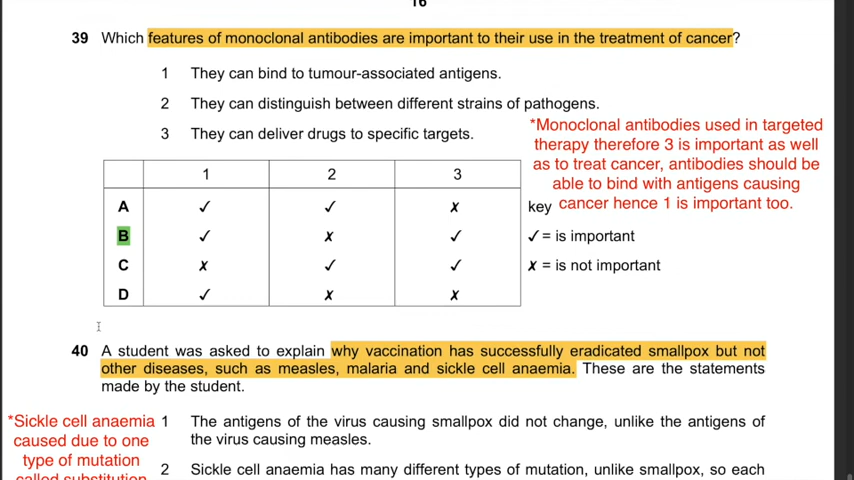 16
39 Which features of monoclonal antibodies are important to their use in the treatment of cancer?
1 They can bind to tumour-associated antigens.
2 They can distinguish between different strains of pathogens.
3 They can deliver drugs to specific targets.
*Monoclonal antibodies used in targeted
therapy therefore 3 is important as well
as to treat cancer, antibodies should be
able to bind with antigens causing
cancer hence 1 is important too.
1 2 3
A ✓ ✓ ✗
B ✓ ✗ ✓
C ✗ ✓ ✓
D ✓ ✗ ✗
key
✓ = is important
✗ = is not important
40 A student was asked to explain why vaccination has successfully eradicated smallpox but not
other diseases, such as measles, malaria and sickle cell anaemia. These are the statements
made by the student.
*Sickle cell anaemia
caused due to one
type of mutation
called substitution
1 The antigens of the virus causing smallpox did not change, unlike the antigens of
the virus causing measles.
2 Sickle cell anaemia has many different types of mutation, unlike smallpox, so each